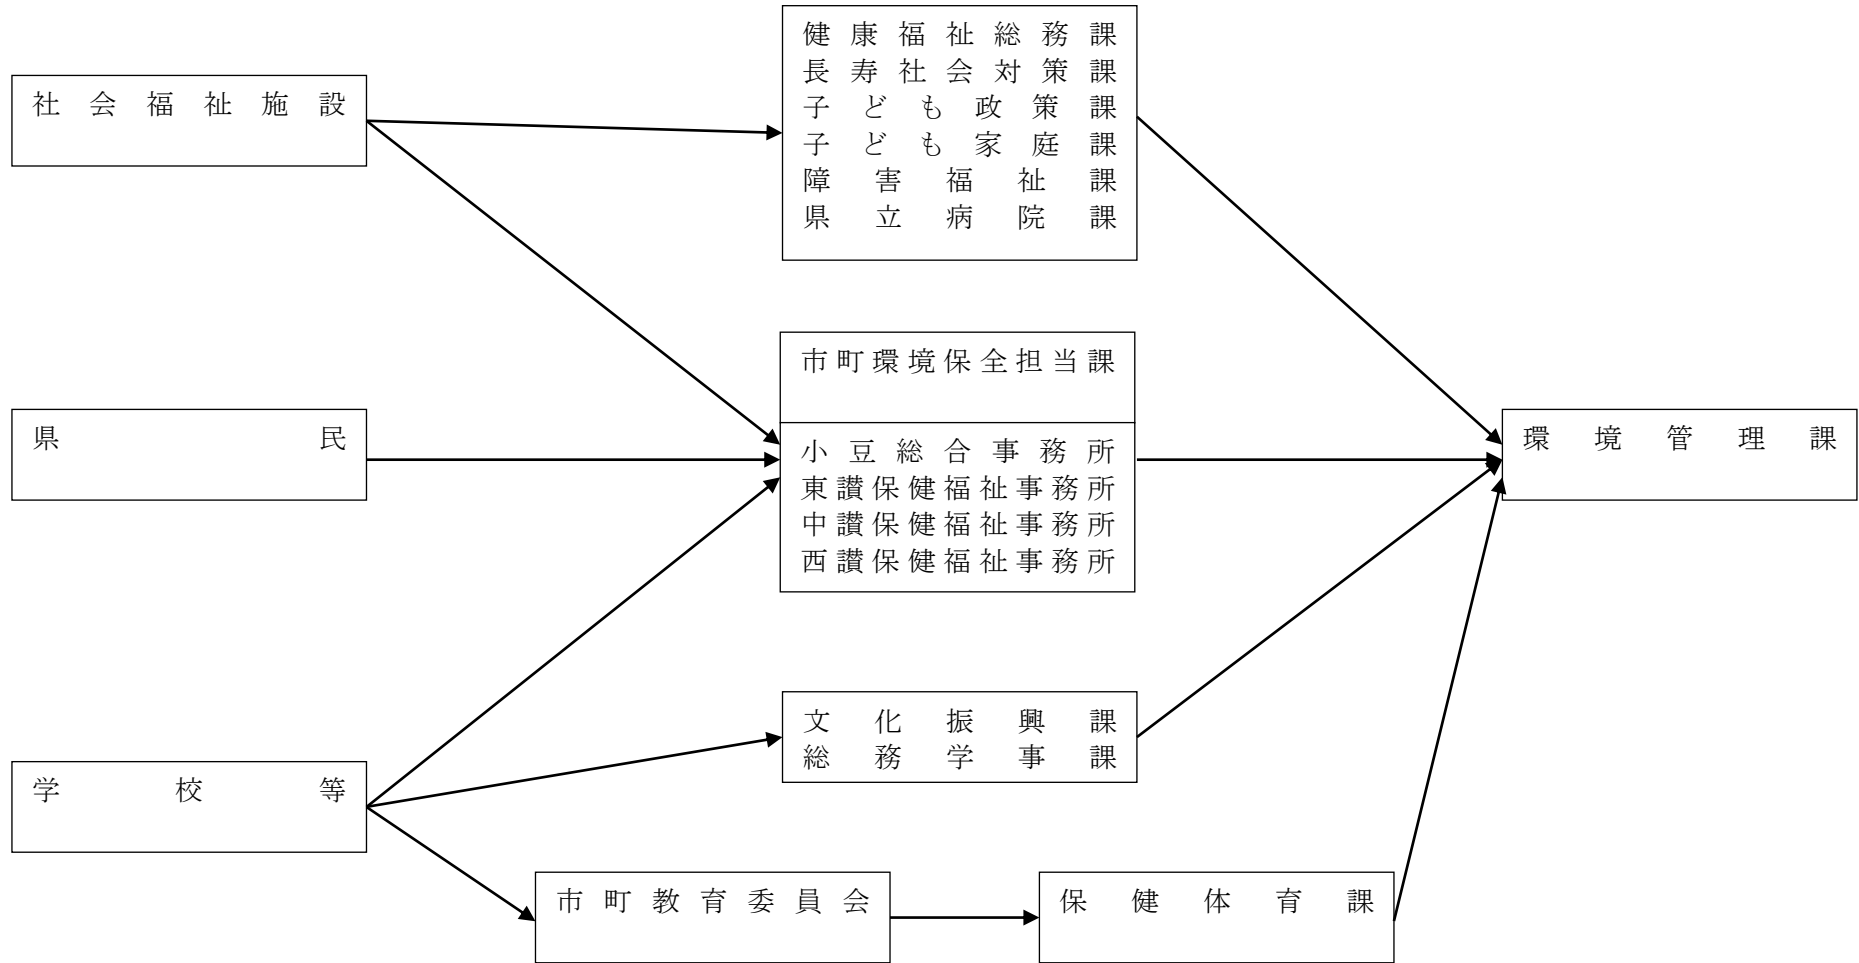 健康福祉総務課
長寿社会対策課
子ども政策課
子ども家庭課
障害福祉課
県立病院課
社会福祉施設
市町環境保全担当課
小豆総合事務所
東讃保健福祉事務所
中讃保健福祉事務所
西讃保健福祉事務所
県民
環境管理課
文化振興課
総務学事課
学校等
市町教育委員会
保健体育課